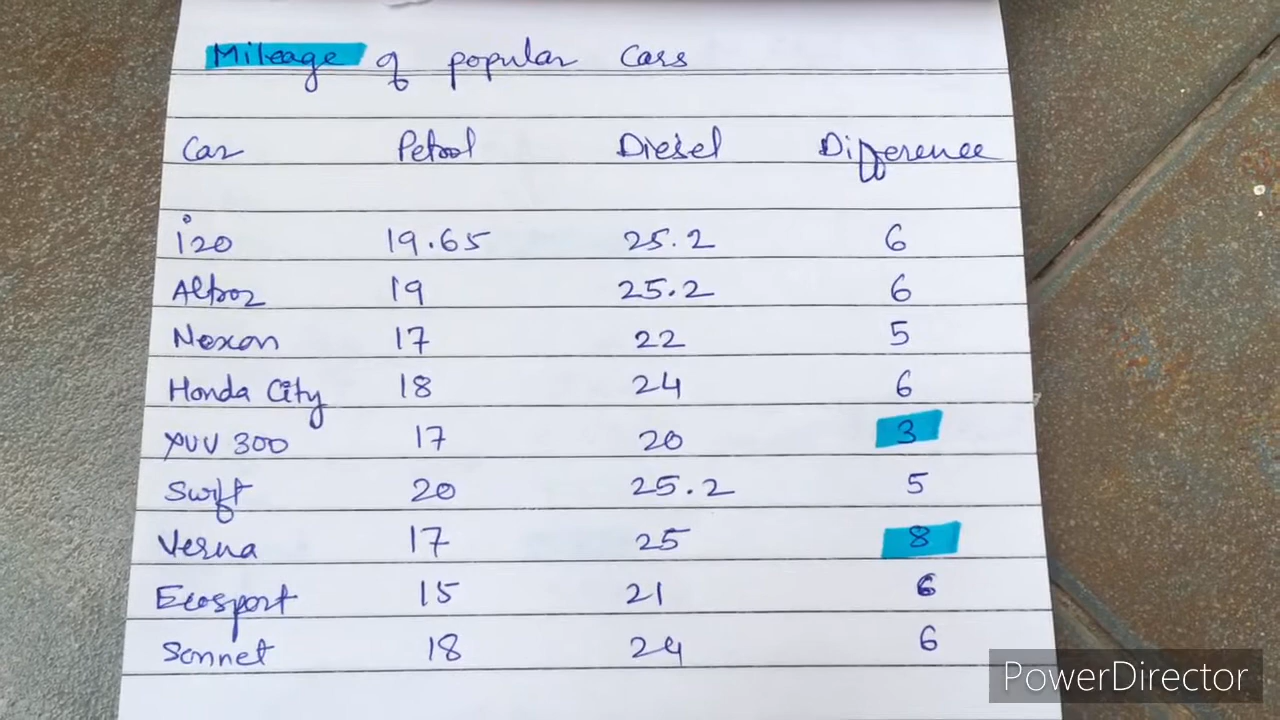 Mileage of popular Cars
Car Petrol Diesel Difference
i20 19.65 25.2 6
Altroz 19 25.2 6
Nexon 17 22 5
Honda City 18 24 6
XUV 300 17 20 3
Swift 20 25.2 5
Verna 17 25 8
Ecosport 15 21 6
Sonnet 18 24 6
PowerDirector